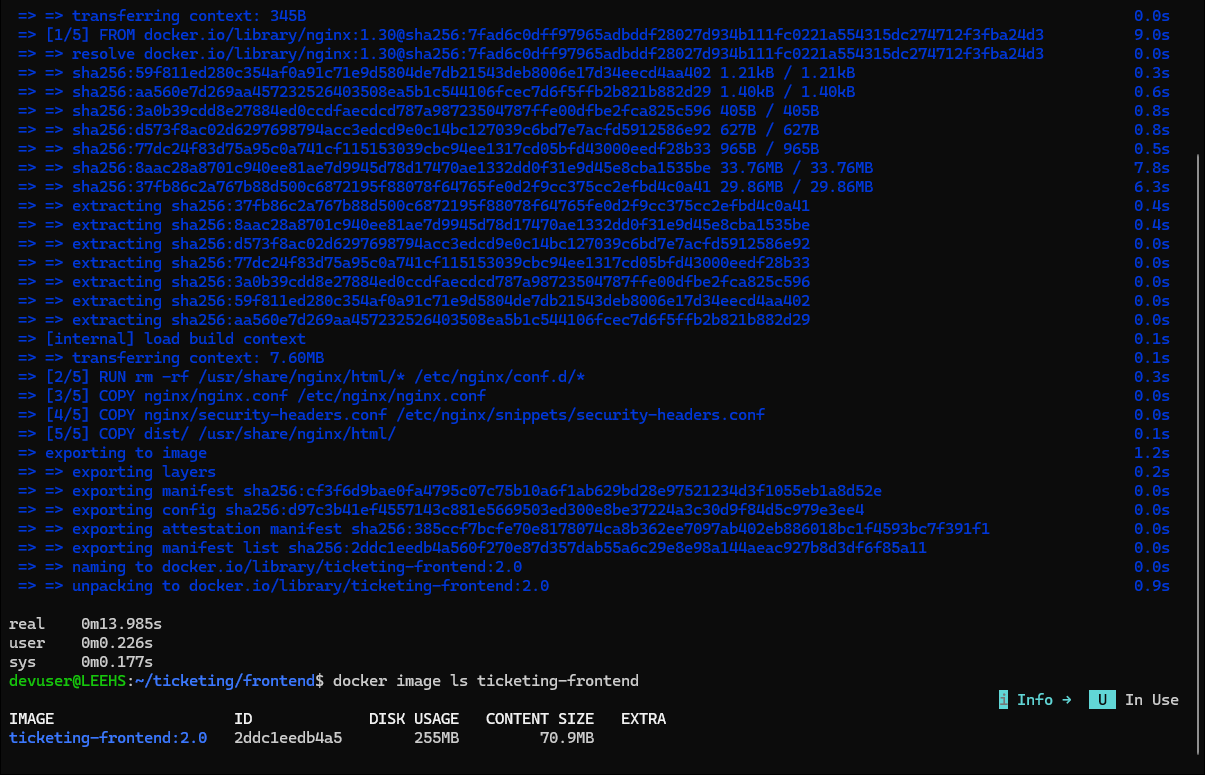 => => transferring context: 345B 0.0s
=> [1/5] FROM docker.io/library/nginx:1.30@sha256:7fad6c0dff97965adbddf28027d934b111fc0221a554315dc274712f3fba24d3 9.0s
=> => resolve docker.io/library/nginx:1.30@sha256:7fad6c0dff97965adbddf28027d934b111fc0221a554315dc274712f3fba24d3 0.0s
=> => sha256:59f811ed280c354af0a91c71e9d5804de7db21543deb8006e17d34eecd4aa402 1.21kB / 1.21kB 0.3s
=> => sha256:aa560e7d269aa457232526403508ea5b1c544106fcec7d6f5ffb2b821b882d29 1.40kB / 1.40kB 0.6s
=> => sha256:3a0b39cdd8e27884ed0ccdfaecdcd787a98723504787ffe00dfbe2fca825c596 405B / 405B 0.8s
=> => sha256:d573f8ac02d6297698794acc3edcd9e0c14bc127039c6bd7e7acfd5912586e92 627B / 627B 0.8s
=> => sha256:77dc24f83d75a95c0a741cf115153039cbc94ee1317cd05bfd43000eedf28b33 965B / 965B 0.5s
=> => sha256:8aac28a8701c940ee81ae7d9945d78d17470ae1332dd0f31e9d45e8cba1535be 33.76MB / 33.76MB 7.8s
=> => sha256:37fb86c2a767b88d500c6872195f88078f64765fe0d2f9cc375cc2efbd4c0a41 29.86MB / 29.86MB 6.3s
=> => extracting sha256:37fb86c2a767b88d500c6872195f88078f64765fe0d2f9cc375cc2efbd4c0a41 0.4s
=> => extracting sha256:8aac28a8701c940ee81ae7d9945d78d17470ae1332dd0f31e9d45e8cba1535be 0.4s
=> => extracting sha256:d573f8ac02d6297698794acc3edcd9e0c14bc127039c6bd7e7acfd5912586e92 0.0s
=> => extracting sha256:77dc24f83d75a95c0a741cf115153039cbc94ee1317cd05bfd43000eedf28b33 0.0s
=> => extracting sha256:3a0b39cdd8e27884ed0ccdfaecdcd787a98723504787ffe00dfbe2fca825c596 0.0s
=> => extracting sha256:59f811ed280c354af0a91c71e9d5804de7db21543deb8006e17d34eecd4aa402 0.0s
=> => extracting sha256:aa560e7d269aa457232526403508ea5b1c544106fcec7d6f5ffb2b821b882d29 0.0s
=> [internal] load build context 0.1s
=> => transferring context: 7.60MB 0.1s
=> [2/5] RUN rm -rf /usr/share/nginx/html/* /etc/nginx/conf.d/* 0.3s
=> [3/5] COPY nginx/nginx.conf /etc/nginx/nginx.conf 0.0s
=> [4/5] COPY nginx/security-headers.conf /etc/nginx/snippets/security-headers.conf 0.0s
=> [5/5] COPY dist/ /usr/share/nginx/html/ 0.1s
=> exporting to image 1.2s
=> => exporting layers 0.2s
=> => exporting manifest sha256:cf3f6d9bae0fa4795c07c75b10a6f1ab629bd28e97521234d3f1055eb1a8d52e 0.0s
=> => exporting config sha256:d97c3b41ef4557143c881e5669503ed300e8be37224a3c30d9f84d5c979e3ee4 0.0s
=> => exporting attestation manifest sha256:385ccf7bcfe70e8178074ca8b362ee7097ab402eb886018bc1f4593bc7f391f1 0.0s
=> => exporting manifest list sha256:2ddc1eedb4a560f270e87d357dab55a6c29e8e98a144aeac927b8d3df6f85a11 0.0s
=> => naming to docker.io/library/ticketing-frontend:2.0 0.0s
=> => unpacking to docker.io/library/ticketing-frontend:2.0 0.9s
real 0m13.985s
user 0m0.226s
sys 0m0.177s
devuser@LEEHS:~/ticketing/frontend$ docker image ls ticketing-frontend
i Info → U In Use
IMAGE ID DISK USAGE CONTENT SIZE EXTRA
ticketing-frontend:2.0 2ddc1eedb4a5 255MB 70.9MB